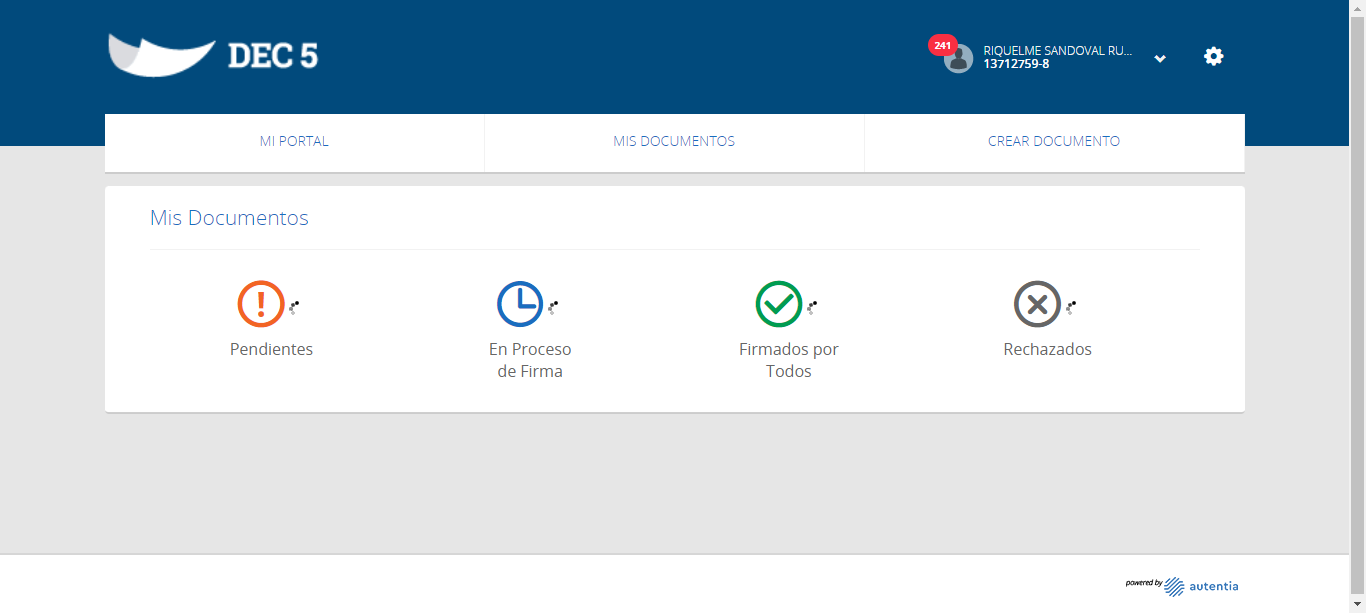 DEC 5
241
RIQUELME SANDOVAL RU...
13712759-8
MI PORTAL
MIS DOCUMENTOS
CREAR DOCUMENTO
Mis Documentos
Pendientes
En Proceso
de Firma
Firmados por
Todos
Rechazados
powered by autentia